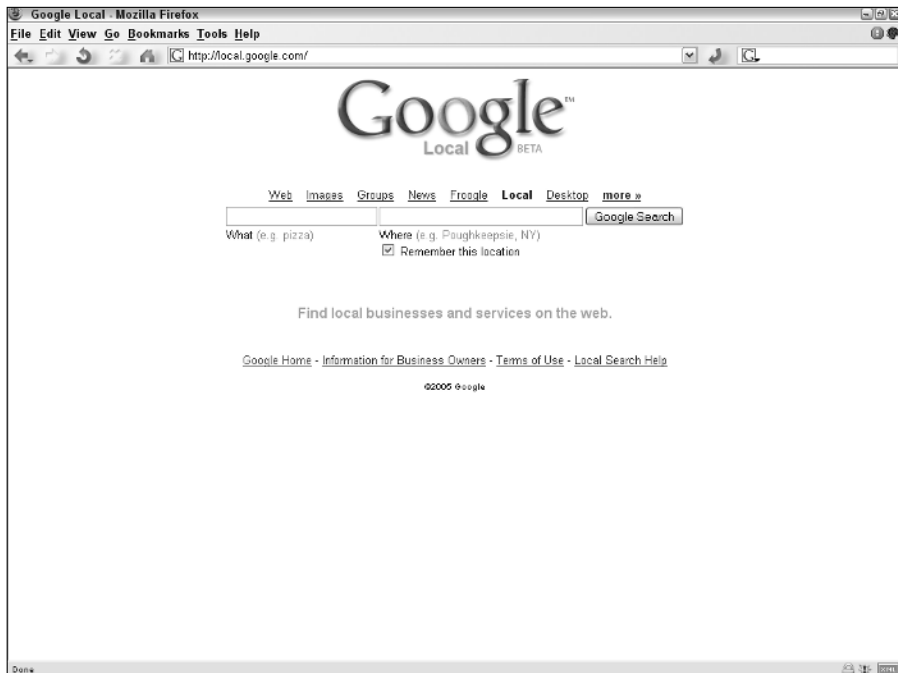 Google Local - Mozilla Firefox
File Edit View Go Bookmarks Tools Help
http://local.google.com/
Google™
Local BETA
Web Images Groups News Froogle Local Desktop more »
Google Search
What (e.g. pizza) Where (e.g. Poughkeepsie, NY)
Remember this location
Find local businesses and services on the web.
Google Home - Information for Business Owners - Terms of Use - Local Search Help
©2005 Google
Done